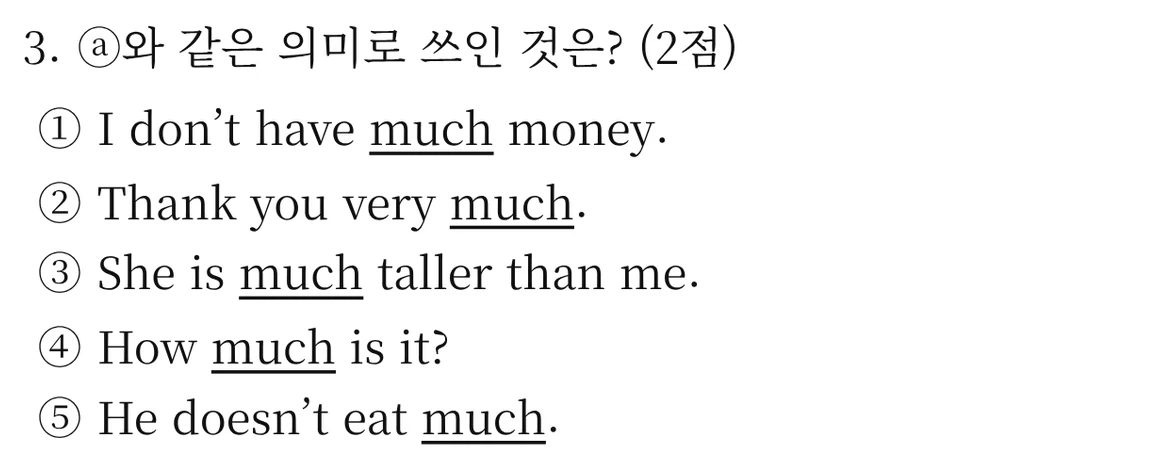 3. ⓐ와 같은 의미로 쓰인 것은? (2점)
① I don’t have much money.
② Thank you very much.
③ She is much taller than me.
④ How much is it?
⑤ He doesn’t eat much.